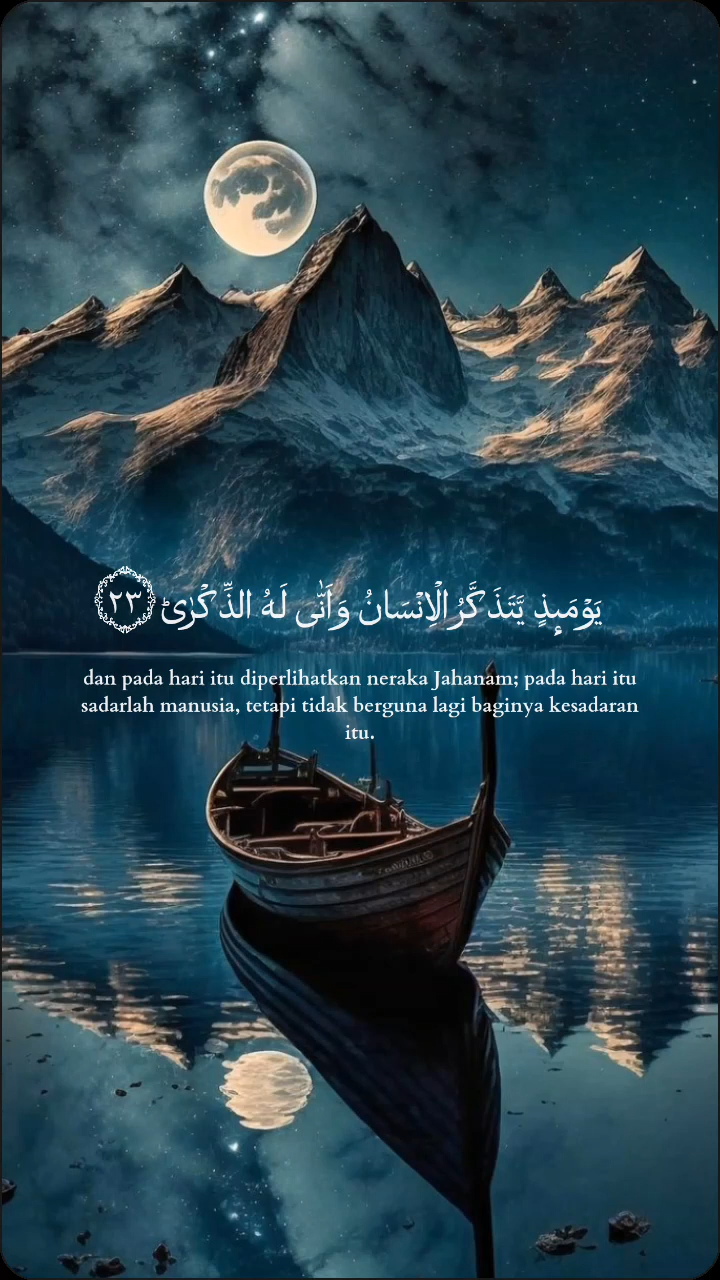 يَوْمَىِٕذٍ يَّتَذَكَّرُ الْاِنْسَانُ وَاَنّٰى لَهُ الذِّكْرٰىۗ ٢٣
dan pada hari itu diperlihatkan neraka Jahanam; pada hari itu
sadarlah manusia, tetapi tidak berguna lagi baginya kesadaran
itu.